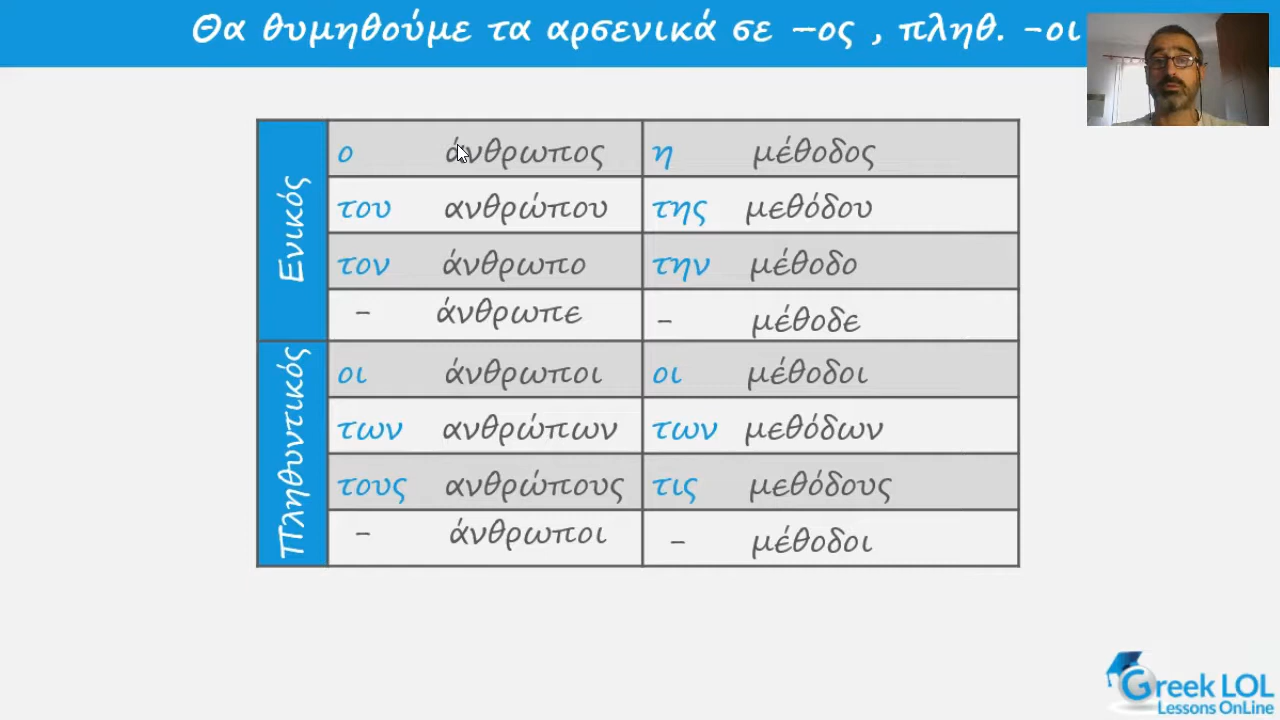 Θα θυμηθούμε τα αρσενικά σε –ος , πληθ. -οι
Ενικός
ο άνθρωπος η μέθοδος
του ανθρώπου της μεθόδου
τον άνθρωπο την μέθοδο
- άνθρωπε - μέθοδε
Πληθυντικός
οι άνθρωποι οι μέθοδοι
των ανθρώπων των μεθόδων
τους ανθρώπους τις μεθόδους
- άνθρωποι - μέθοδοι
Greek LOL
Lessons OnLine